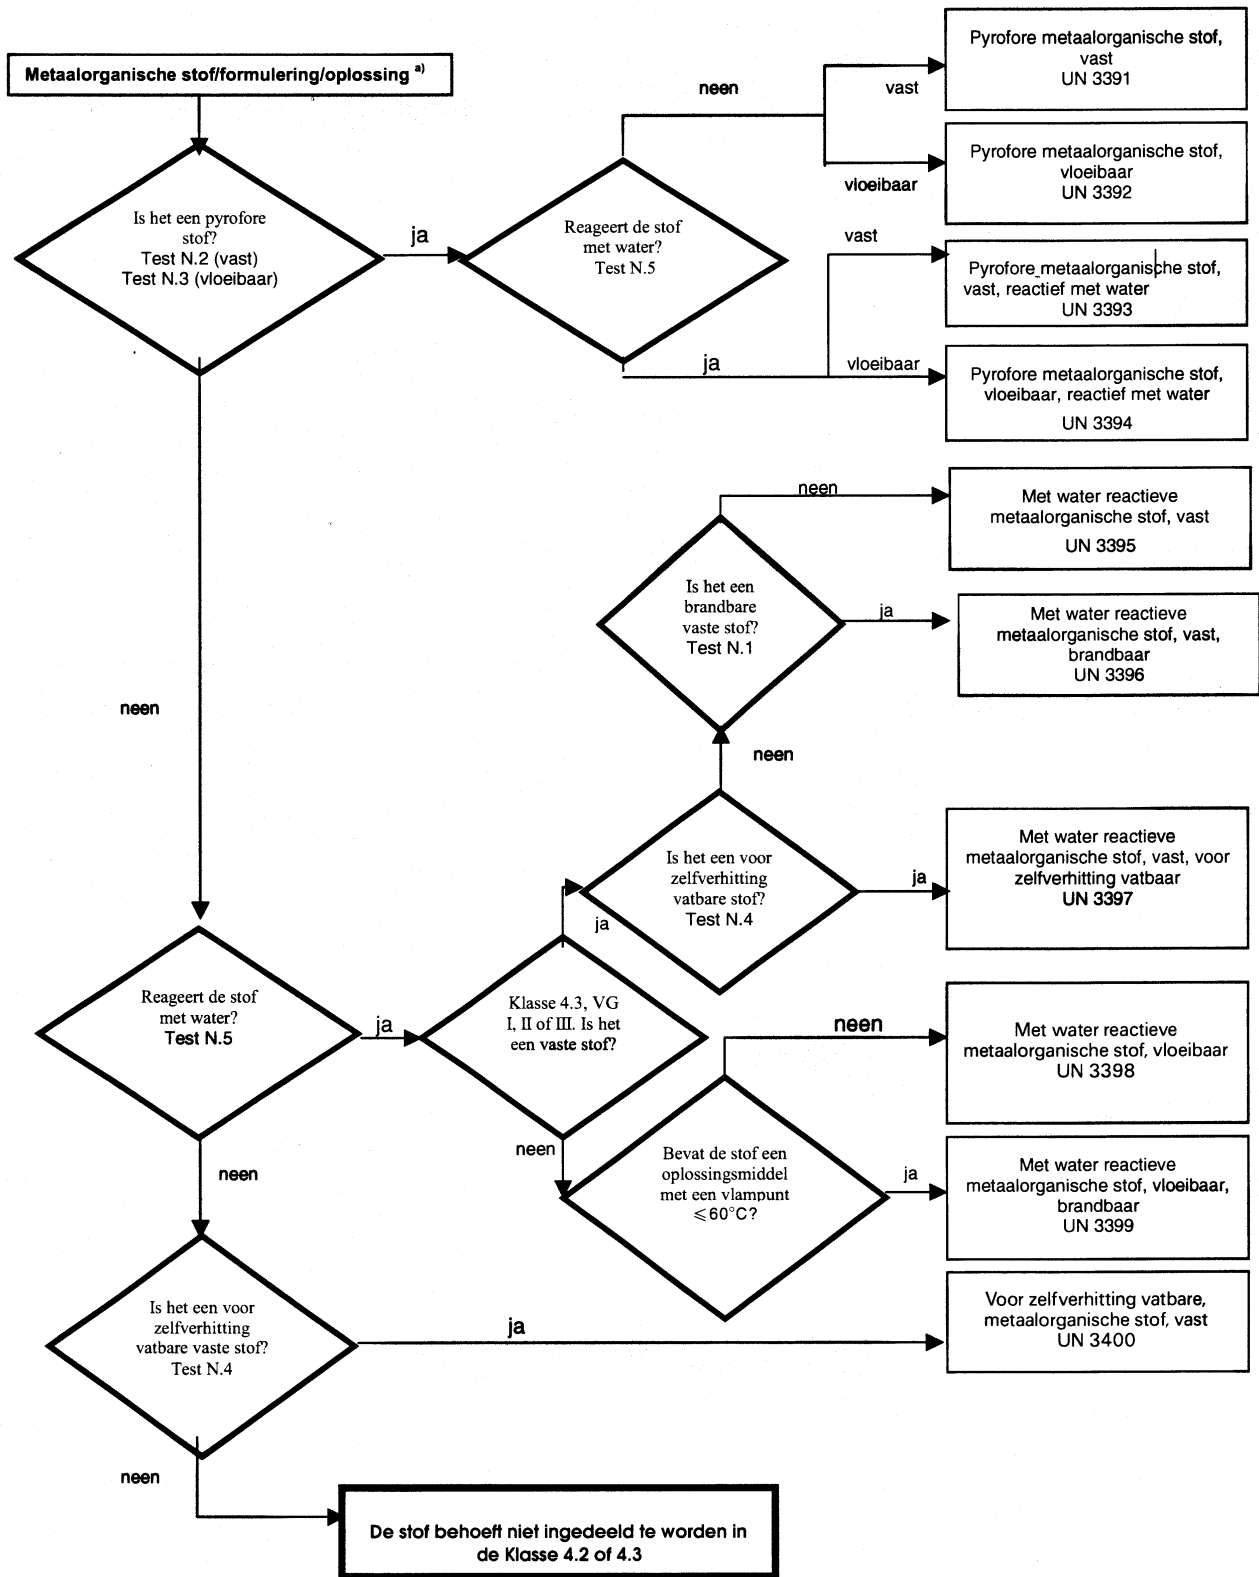 Metaalorganische stof/formulering/oplossing a)
Is het een pyrofore
stof?
Test N.2 (vast)
Test N.3 (vloeibaar)
ja
Reageert de stof
met water?
Test N.5
neen
vast
Pyrofore metaalorganische stof,
vast
UN 3391
vloeibaar
Pyrofore metaalorganische stof,
vloeibaar
UN 3392
ja
vast
Pyrofore metaalorganische stof,
vast, reactief met water
UN 3393
vloeibaar
Pyrofore metaalorganische stof,
vloeibaar, reactief met water
UN 3394
neen
Reageert de stof
met water?
Test N.5
ja
Klasse 4.3, VG
I, II of III. Is het
een vaste stof?
ja
Is het een voor
zelfverhitting
vatbare stof?
Test N.4
neen
Is het een
brandbare
vaste stof?
Test N.1
neen
Met water reactieve
metaalorganische stof, vast
UN 3395
ja
Met water reactieve
metaalorganische stof, vast,
brandbaar
UN 3396
ja
Met water reactieve
metaalorganische stof, vast, voor
zelfverhitting vatbaar
UN 3397
neen
Bevat de stof een
oplossingsmiddel
met een vlampunt
≤60°C?
neen
Met water reactieve
metaalorganische stof, vloeibaar
UN 3398
ja
Met water reactieve
metaalorganische stof, vloeibaar,
brandbaar
UN 3399
neen
Is het een voor
zelfverhitting
vatbare vaste stof?
Test N.4
ja
Voor zelfverhitting vatbare,
metaalorganische stof, vast
UN 3400
neen
De stof behoeft niet ingedeeld te worden in
de Klasse 4.2 of 4.3